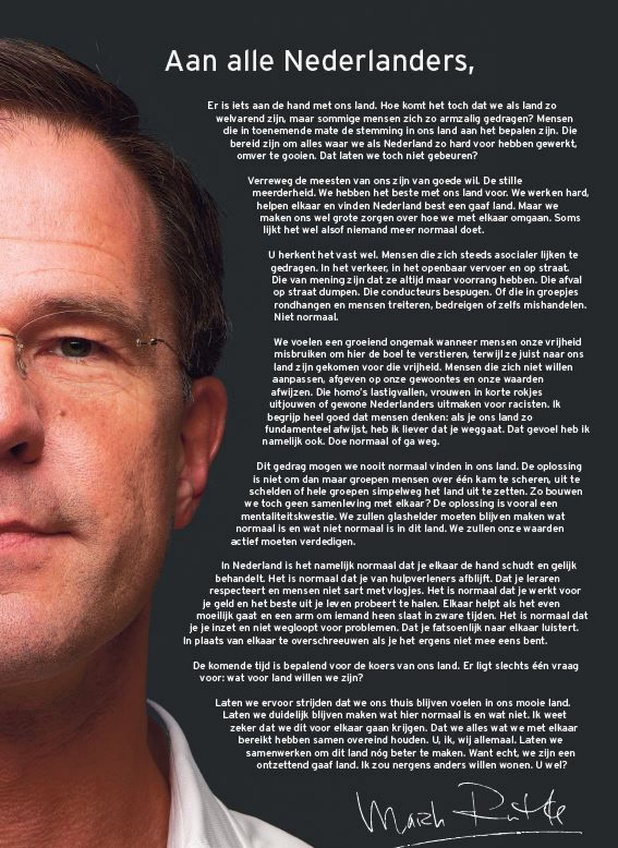 Aan alle Nederlanders,
Er is iets aan de hand met ons land. Hoe komt het toch dat we als land zo
welvarend zijn, maar sommige mensen zich zo armzalig gedragen? Mensen
die in toenemende mate de stemming in ons land aan het bepalen zijn. Die
bereid zijn om alles waar we als Nederland zo hard voor hebben gewerkt,
omver te gooien. Dat laten we toch niet gebeuren?
Verreweg de meesten van ons zijn van goede wil. De stille
meerderheid. We hebben het beste met ons land voor. We werken hard,
helpen elkaar en vinden Nederland best een gaaf land. Maar we
maken ons wel grote zorgen over hoe we met elkaar omgaan. Soms
lijkt het wel alsof niemand meer normaal doet.
U herkent het vast wel. Mensen die zich steeds asocialer lijken te
gedragen. In het verkeer, in het openbaar vervoer en op straat.
Die van mening zijn dat ze altijd maar voorrang hebben. Die afval
op straat dumpen. Die conducteurs bespugen. Of die in groepjes
rondhangen en mensen treiteren, bedreigen of zelfs mishandelen.
Niet normaal.
We voelen een groeiend ongemak wanneer mensen onze vrijheid
misbruiken om hier de boel te verstieren, terwijl ze juist naar ons
land zijn gekomen voor die vrijheid. Mensen die zich niet willen
aanpassen, afgeven op onze gewoontes en onze waarden
afwijzen. Die homo's lastigvallen, vrouwen in korte rokjes
uitjouwen of gewone Nederlanders uitmaken voor racisten. Ik
begrijp heel goed dat mensen denken: als je ons land zo
fundamenteel afwijst, heb ik liever dat je weggaat. Dat gevoel heb ik
namelijk ook. Doe normaal of ga weg.
Dit gedrag mogen we nooit normaal vinden in ons land. De oplossing
is niet om dan maar groepen mensen over één kam te scheren, uit te
schelden of hele groepen simpelweg het land uit te zetten. Zo bouwen
we toch geen samenleving met elkaar? De oplossing is vooral een
mentaliteitskwestie. We zullen glashelder moeten blijven maken wat
normaal is en wat niet normaal is in dit land. We zullen onze waarden
actief moeten verdedigen.
In Nederland is het namelijk normaal dat je elkaar de hand schudt en gelijk
behandelt. Het is normaal dat je van hulpverleners afblijft. Dat je leraren
respecteert en mensen niet sart met vlogjes. Het is normaal dat je werkt voor
je geld en het beste uit je leven probeert te halen. Elkaar helpt als het even
moeilijk gaat en een arm om iemand heen slaat in zware tijden. Het is normaal dat
je je inzet en niet wegloopt voor problemen. Dat je fatsoenlijk naar elkaar luistert.
In plaats van elkaar te overschreeuwen als je het ergens niet mee eens bent.
De komende tijd is bepalend voor de koers van ons land. Er ligt slechts één vraag
voor: wat voor land willen we zijn?
Laten we ervoor strijden dat we ons thuis blijven voelen in ons mooie land.
Laten we duidelijk blijven maken wat hier normaal is en wat niet. Ik weet
zeker dat we dit voor elkaar gaan krijgen. Dat we alles wat we met elkaar
bereikt hebben samen overeind houden. U, ik, wij allemaal. Laten we
samenwerken om dit land nóg beter te maken. Want echt, we zijn een
ontzettend gaaf land. Ik zou nergens anders willen wonen. U wel?
Mark Rutte